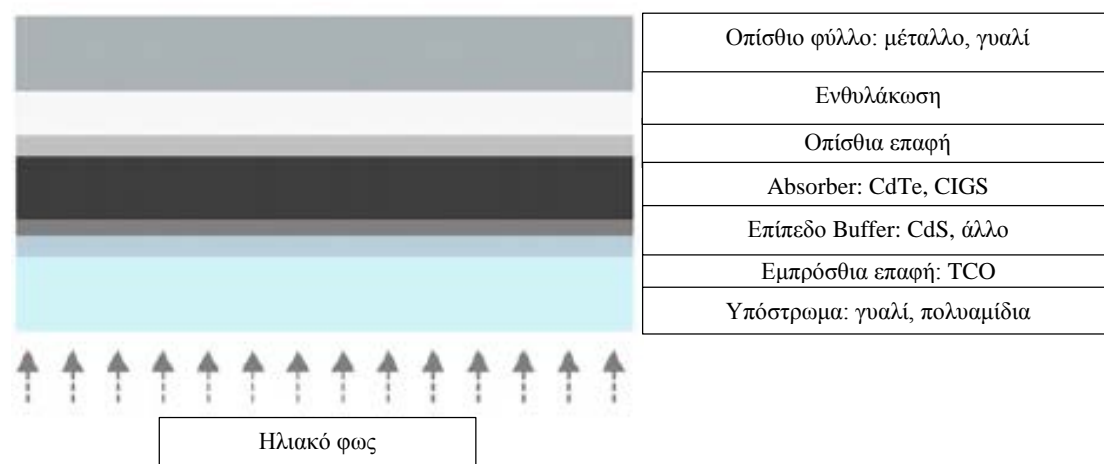 Οπίσθιο φύλλο: μέταλλο, γυαλί
Ενθυλάκωση
Οπίσθια επαφή
Absorber: CdTe, CIGS
Επίπεδο Buffer: CdS, άλλο
Εμπρόσθια επαφή: TCO
Υπόστρωμα: γυαλί, πολυαμίδια
Ηλιακό φως